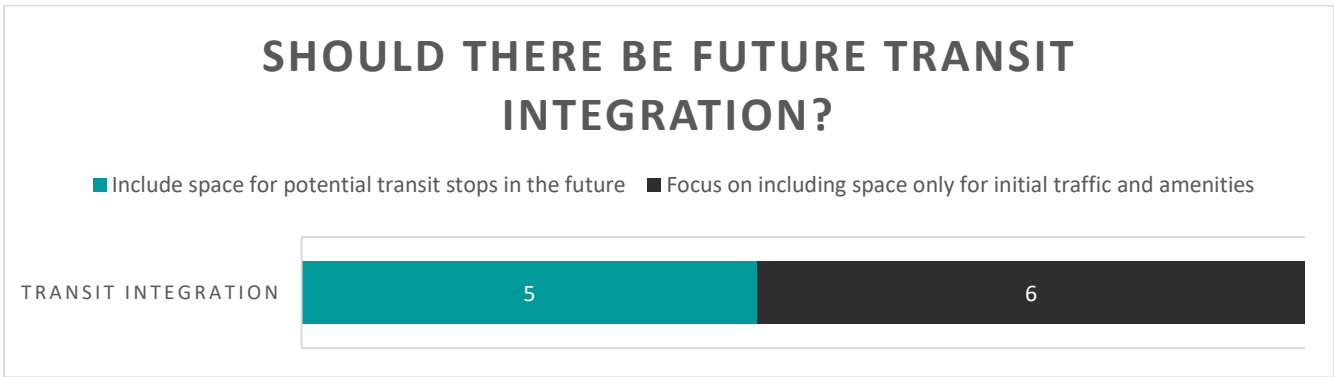 SHOULD THERE BE FUTURE TRANSIT
INTEGRATION?
Include space for potential transit stops in the future
Focus on including space only for initial traffic and amenities
TRANSIT INTEGRATION
5
6